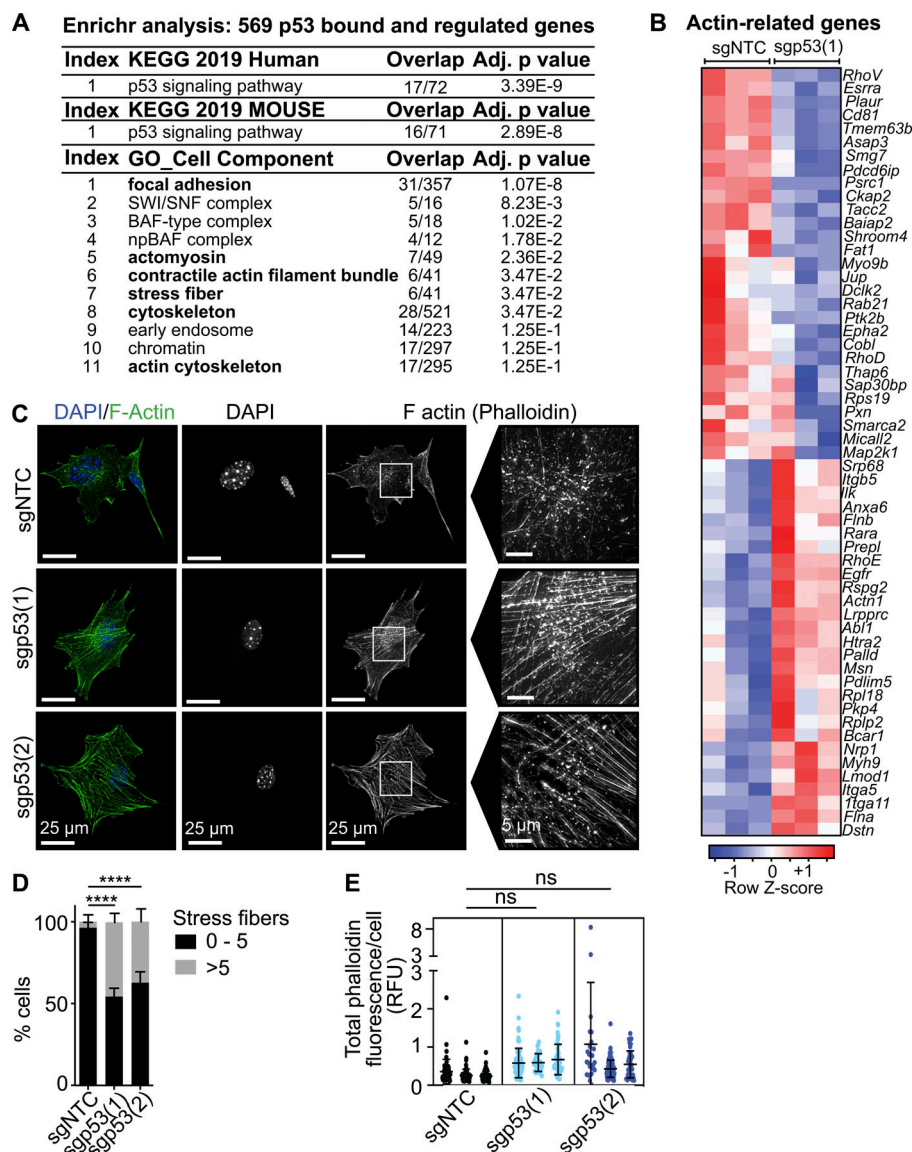 A
Enrichr analysis: 569 p53 bound and regulated genes
Index KEGG 2019 Human Overlap Adj. p value
1 p53 signaling pathway 17/72 3.39E-9
Index KEGG 2019 MOUSE Overlap Adj. p value
1 p53 signaling pathway 16/71 2.89E-8
Index GO_Cell Component Overlap Adj. p value
1 focal adhesion 31/357 1.07E-8
2 SWI/SNF complex 5/16 8.23E-3
3 BAF-type complex 5/18 1.02E-2
4 npBAF complex 4/12 1.78E-2
5 actomyosin 7/49 2.36E-2
6 contractile actin filament bundle 6/41 3.47E-2
7 stress fiber 6/41 3.47E-2
8 cytoskeleton 28/521 3.47E-2
9 early endosome 14/223 1.25E-1
10 chromatin 17/297 1.25E-1
11 actin cytoskeleton 17/295 1.25E-1
B
Actin-related genes
sgNTC sgp53(1)
RhoV
Esrra
Plaur
Cd81
Tmem63b
Asap3
Smg7
Pdcd6ip
Psrc1
Ckap2
Tacc2
Baiap2
Shroom4
Fat1
Myo9b
Jup
Dclk2
Rab21
Ptk2b
Epha2
Cobl
RhoD
Thap6
Sap30bp
Rps19
Pxn
Smarca2
Micall2
Map2k1
Srp68
Itgb5
Ilk
Anxa6
Flnb
Rara
Prepl
RhoE
Egfr
Rspg2
Actn1
Lrpprc
Abl1
Htra2
Palld
Msn
Pdlim5
Rpl18
Pkp4
Rplp2
Bcar1
Nrp1
Myh9
Lmod1
Itga5
Itga11
Flna
Dstn
-1 0 +1
Row Z-score
C
DAPI/F-Actin DAPI F actin (Phalloidin)
sgNTC
sgp53(1)
sgp53(2)
25 µm 25 µm 25 µm 5 µm
D
**** 
****
Stress fibers
0 - 5
>5
% cells
100
50
0
sgNTC
sgp53(1)
sgp53(2)
E
ns
ns
Total phalloidin
fluorescence/cell
(RFU)
8
3
3
2
1
0
sgNTC
sgp53(1)
sgp53(2)